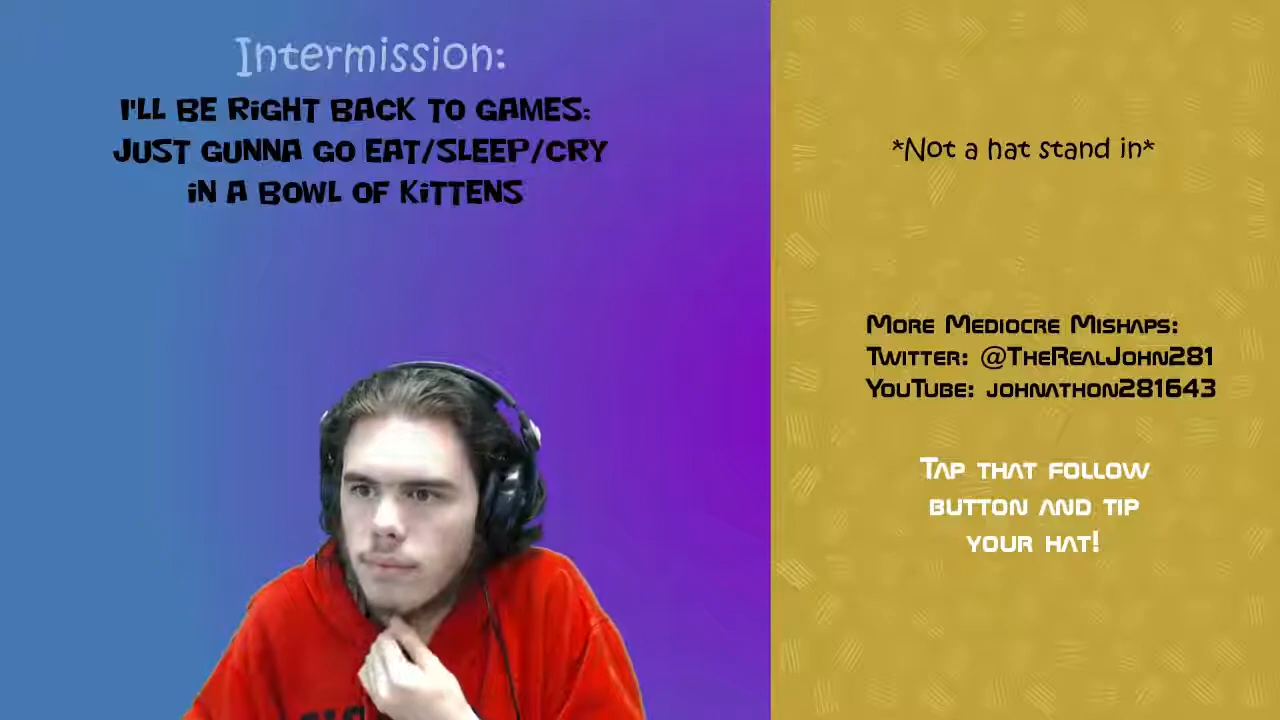 Intermission:
I'LL BE RIGHT BACK TO GAMES:
JUST GUNNA GO EAT/SLEEP/CRY
IN A BOWL OF KITTENS
*Not a hat stand in*
More Mediocre Mishaps:
Twitter: @TheRealJohn281
YouTube: johnathon281643
Tap that follow
button and tip
your hat!